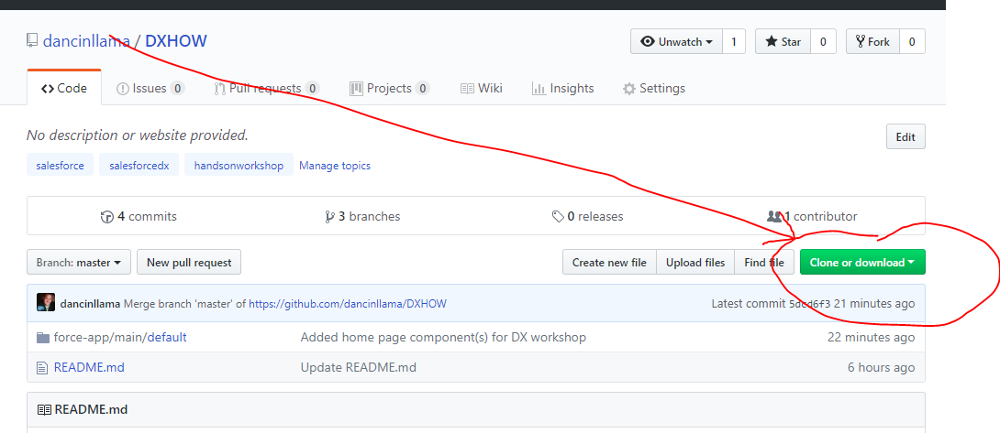 dancinllama / DXHOW
Unwatch 1 Star 0 Fork 0
Code Issues 0 Pull requests 0 Projects 0 Wiki Insights Settings
No description or website provided. Edit
salesforce salesforcedx handsonworkshop Manage topics
4 commits 3 branches 0 releases 1 contributor
Branch: master New pull request Create new file Upload files Find file Clone or download
dancinllama Merge branch 'master' of https://github.com/dancinllama/DXHOW Latest commit 5dcd6f3 21 minutes ago
force-app/main/default Added home page component(s) for DX workshop 22 minutes ago
README.md Update README.md 6 hours ago
README.md